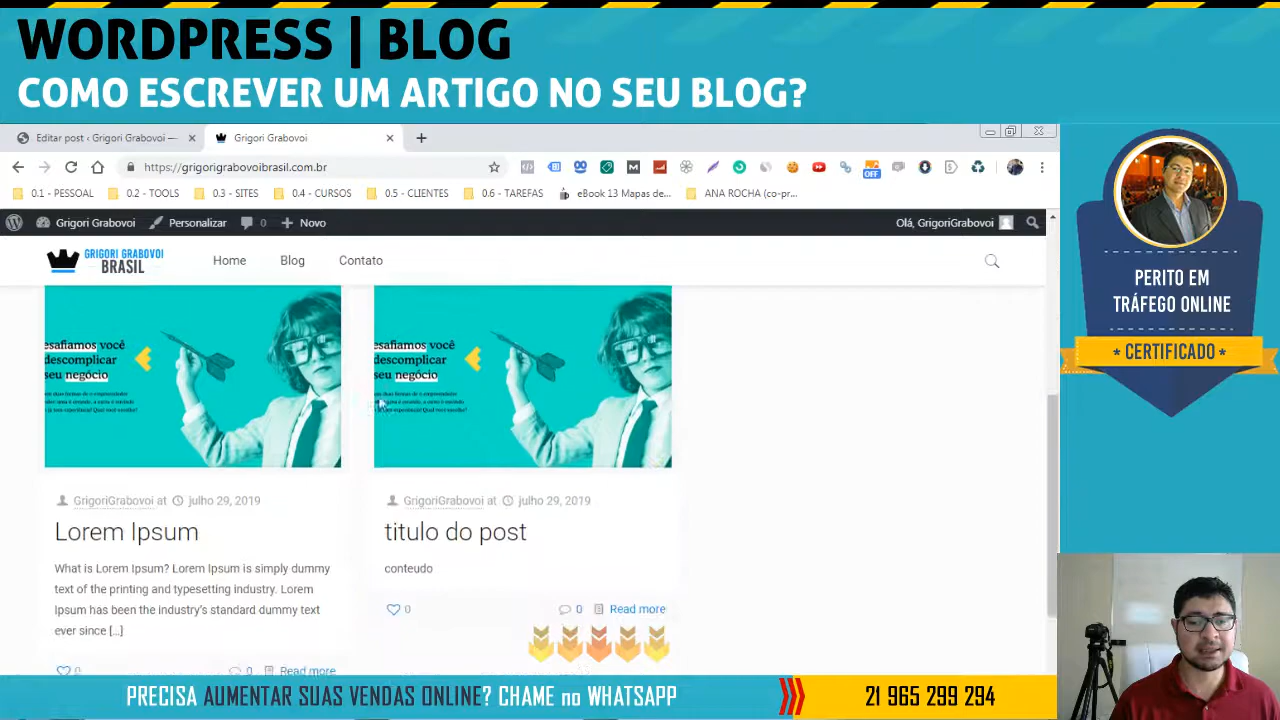 WORDPRESS | BLOG
COMO ESCREVER UM ARTIGO NO SEU BLOG?
Editar post ‹ Grigori Grabovoi —
Grigori Grabovoi
https://grigorigrabovoibrasil.com.br
OFF
0.1 - PESSOAL
0.2 - TOOLS
0.3 - SITES
0.4 - CURSOS
0.5 - CLIENTES
0.6 - TAREFAS
eBook 13 Mapas de...
ANA ROCHA (co-pr...
Grigori Grabovoi
Personalizar
0
Novo
Olá, GrigoriGrabovoi
GRIGORI GRABOVOI
BRASIL
Home
Blog
Contato
esafiamos você
descomplicar
seu negócio
esafiamos você
descomplicar
seu negócio
GrigoriGrabovoi at julho 29, 2019
Lorem Ipsum
What is Lorem Ipsum? Lorem Ipsum is simply dummy
text of the printing and typesetting industry. Lorem
Ipsum has been the industry's standard dummy text
ever since [...]
0
0
Read more
GrigoriGrabovoi at julho 29, 2019
titulo do post
conteudo
0
0
Read more
PERITO EM
TRÁFEGO ONLINE
* CERTIFICADO *
PRECISA AUMENTAR SUAS VENDAS ONLINE? CHAME no WHATSAPP
21 965 299 294